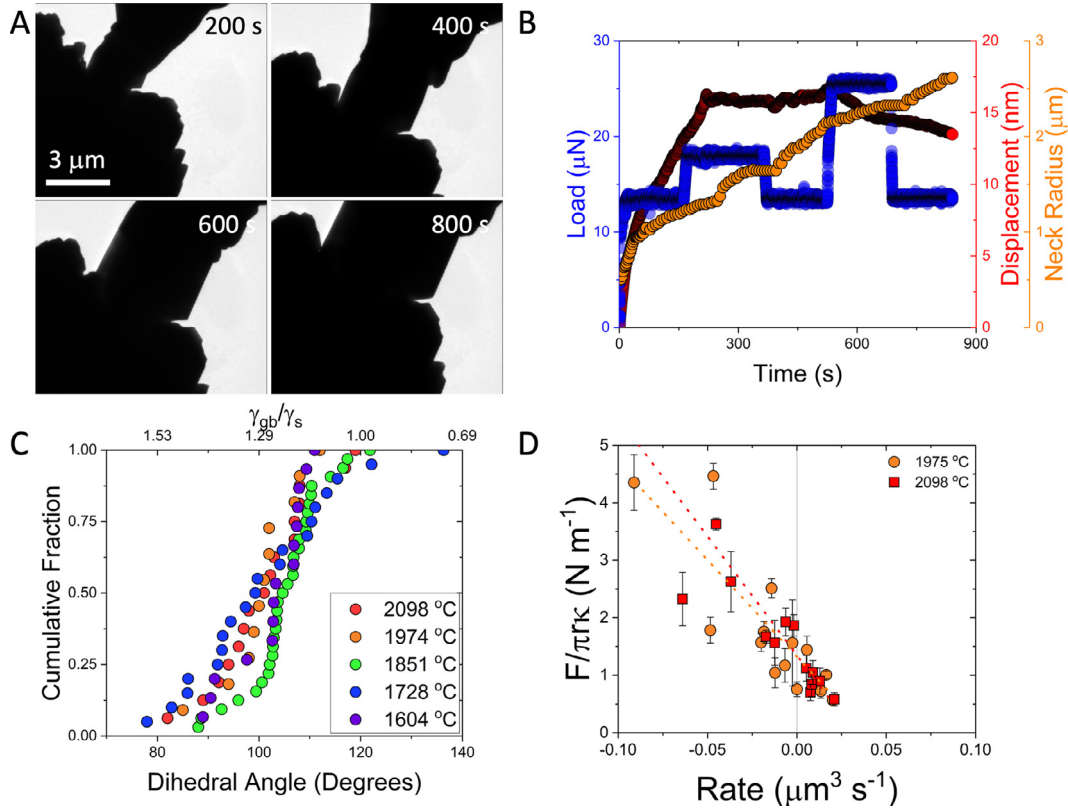 A
200 s
400 s
3 μm
600 s
800 s
B
30
20
10
0
Load (μN)
20
15
10
5
0
Displacement (nm)
3
2
1
0
Neck Radius (μm)
0
300
600
900
Time (s)
C
γgb/γs
1.53
1.29
1.00
0.69
1.00
0.75
0.50
0.25
0.00
Cumulative Fraction
2098 °C
1974 °C
1851 °C
1728 °C
1604 °C
60
80
100
120
140
Dihedral Angle (Degrees)
D
5
4
3
2
1
0
F/πrκ (N m⁻¹)
1975 °C
2098 °C
-0.10
-0.05
0.00
0.05
0.10
Rate (μm³ s⁻¹)